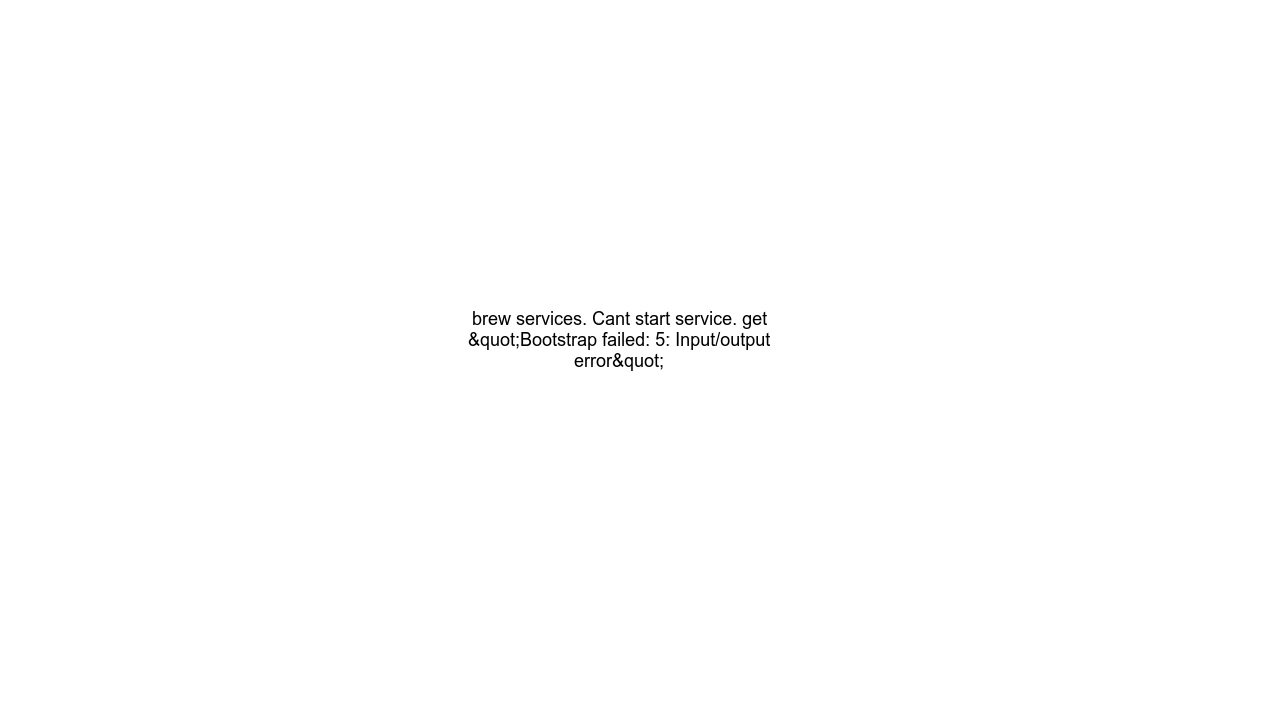 brew services. Cant start service. get
&quot;Bootstrap failed: 5: Input/output
error&quot;